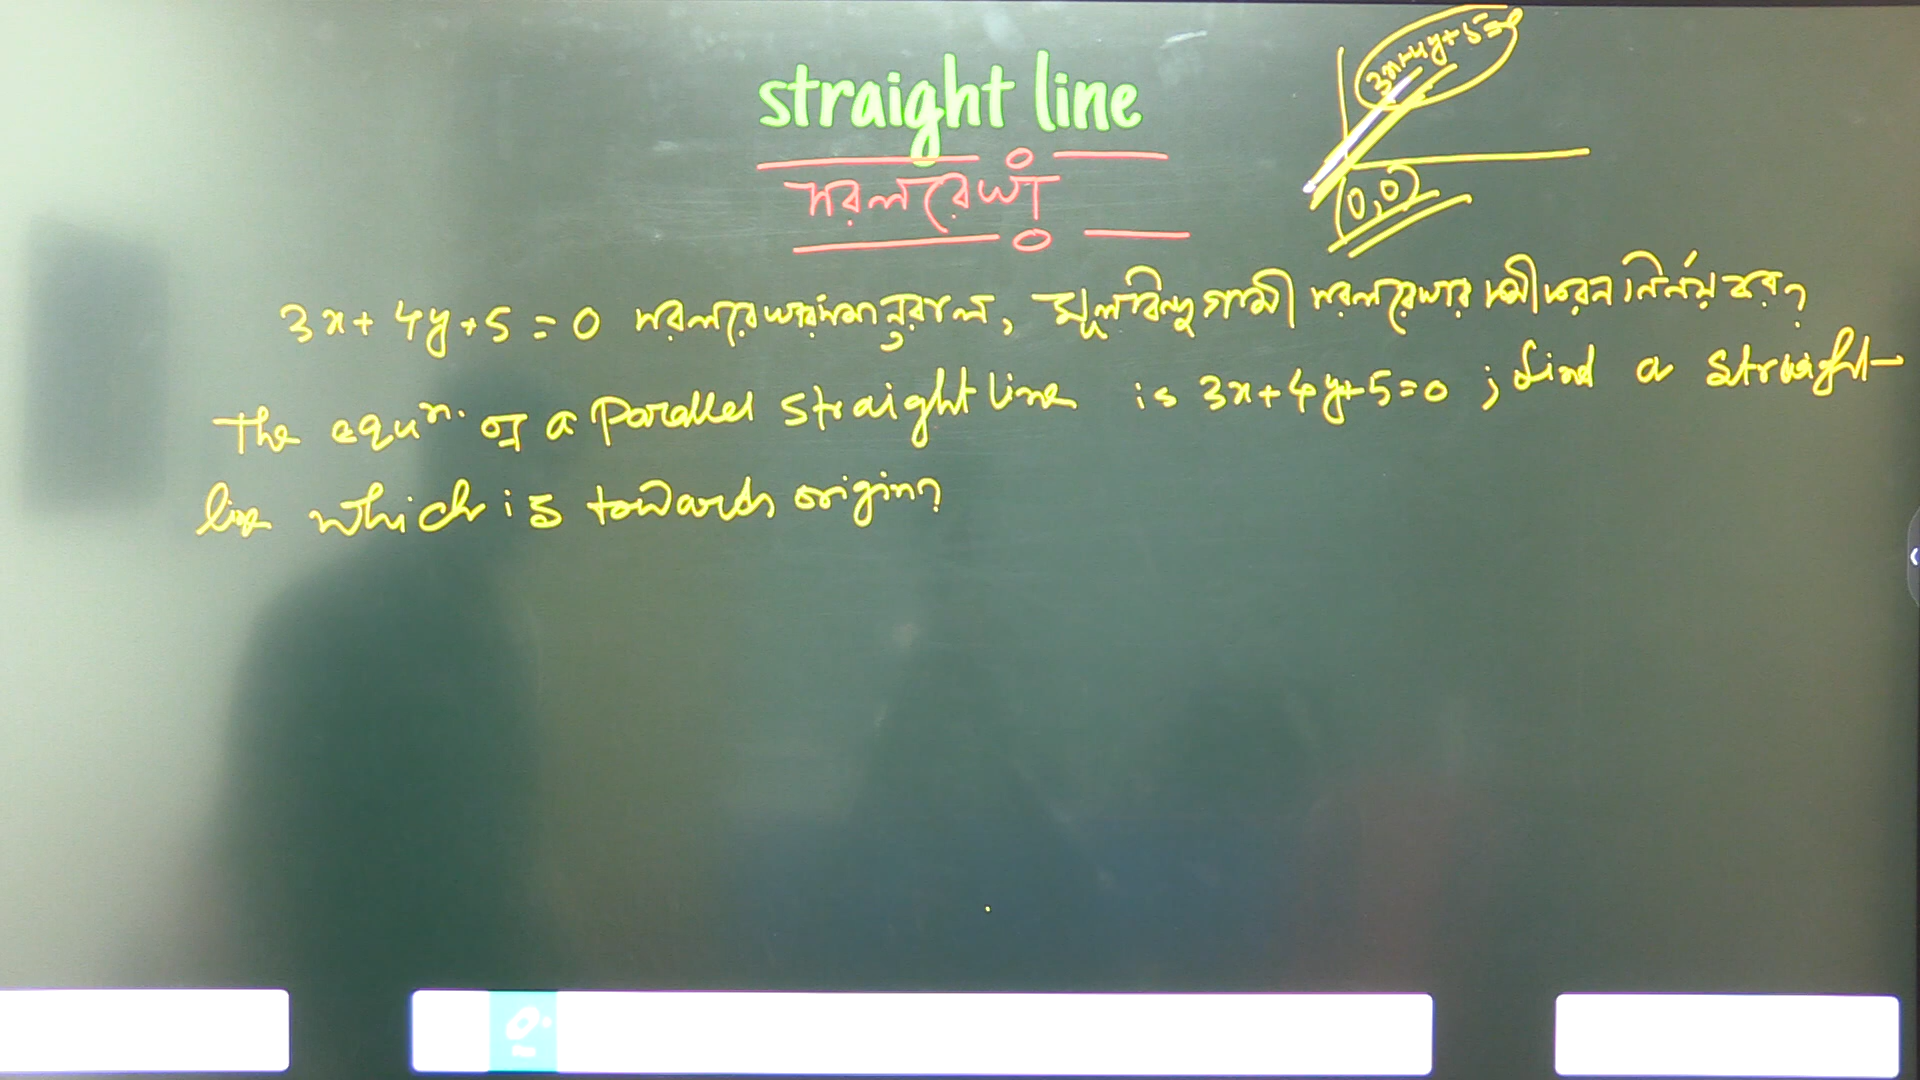 straight line
সরলরেখা
3x+4y+5=0
(0,0)
3x+4y+5=0 সরলরেখার সমান্তরাল, মূলবিন্দুগামী সরলরেখার সমীকরন নির্ণয় কর?
The equⁿ. of a Parallel straight line is 3x+4y+5=0 ; find a straight-
line which is towards origin?